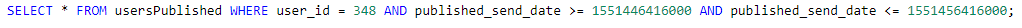 SELECT * FROM usersPublished WHERE user_id = 348 AND published_send_date >= 1551446416000 AND published_send_date <= 1551456416000;